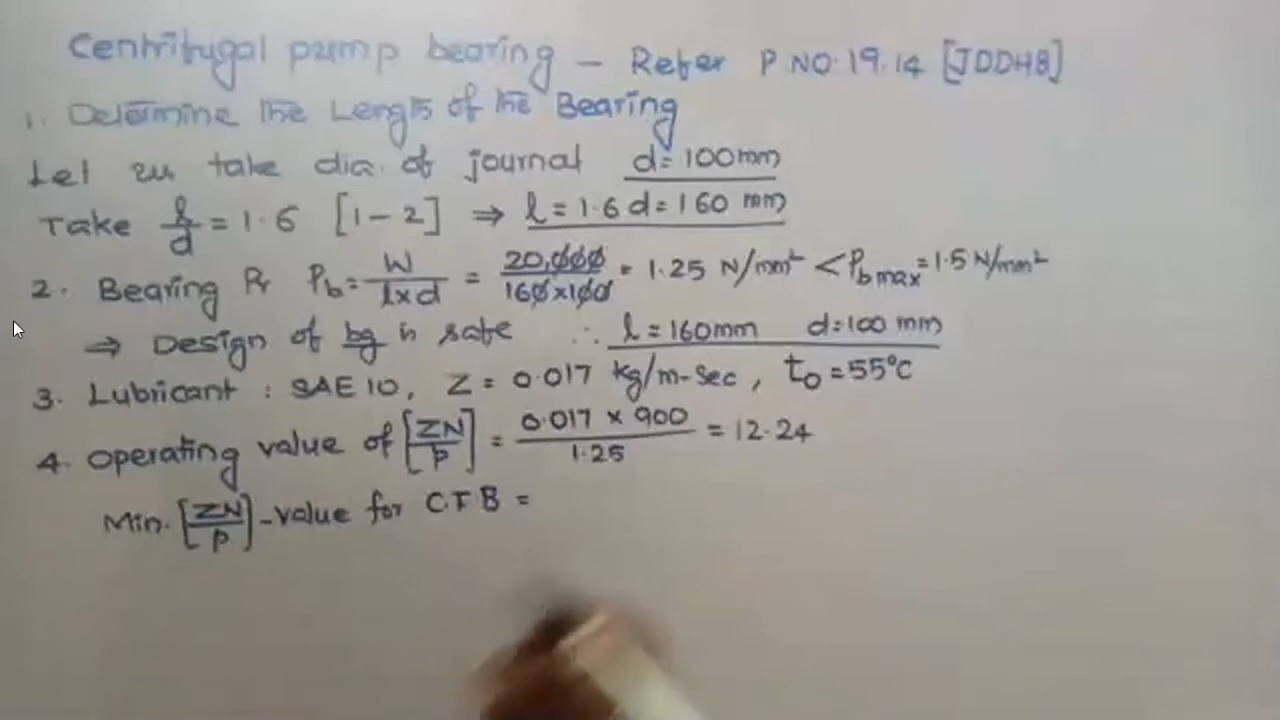 Centrifugal pump bearing – Refer P.NO. 19.14 [JDDHB]
1. Determine the Length of the Bearing
Let us take dia. of journal d = 100 mm
Take l/d = 1.6 [1-2] ⇒ l = 1.6 d = 160 mm
2. Bearing Pr Pb = W/l×d = 20,000/160×100 = 1.25 N/mm² < Pb max = 1.5 N/mm²
⇒ Design of bg is safe ∴ l = 160mm d = 100 mm
3. Lubricant : SAE 10, Z = 0.017 kg/m-sec, to = 55°C
4. Operating value of [ZN/p] = 0.017 × 900/1.25 = 12.24
Min. [ZN/p] - value for C.F.B =